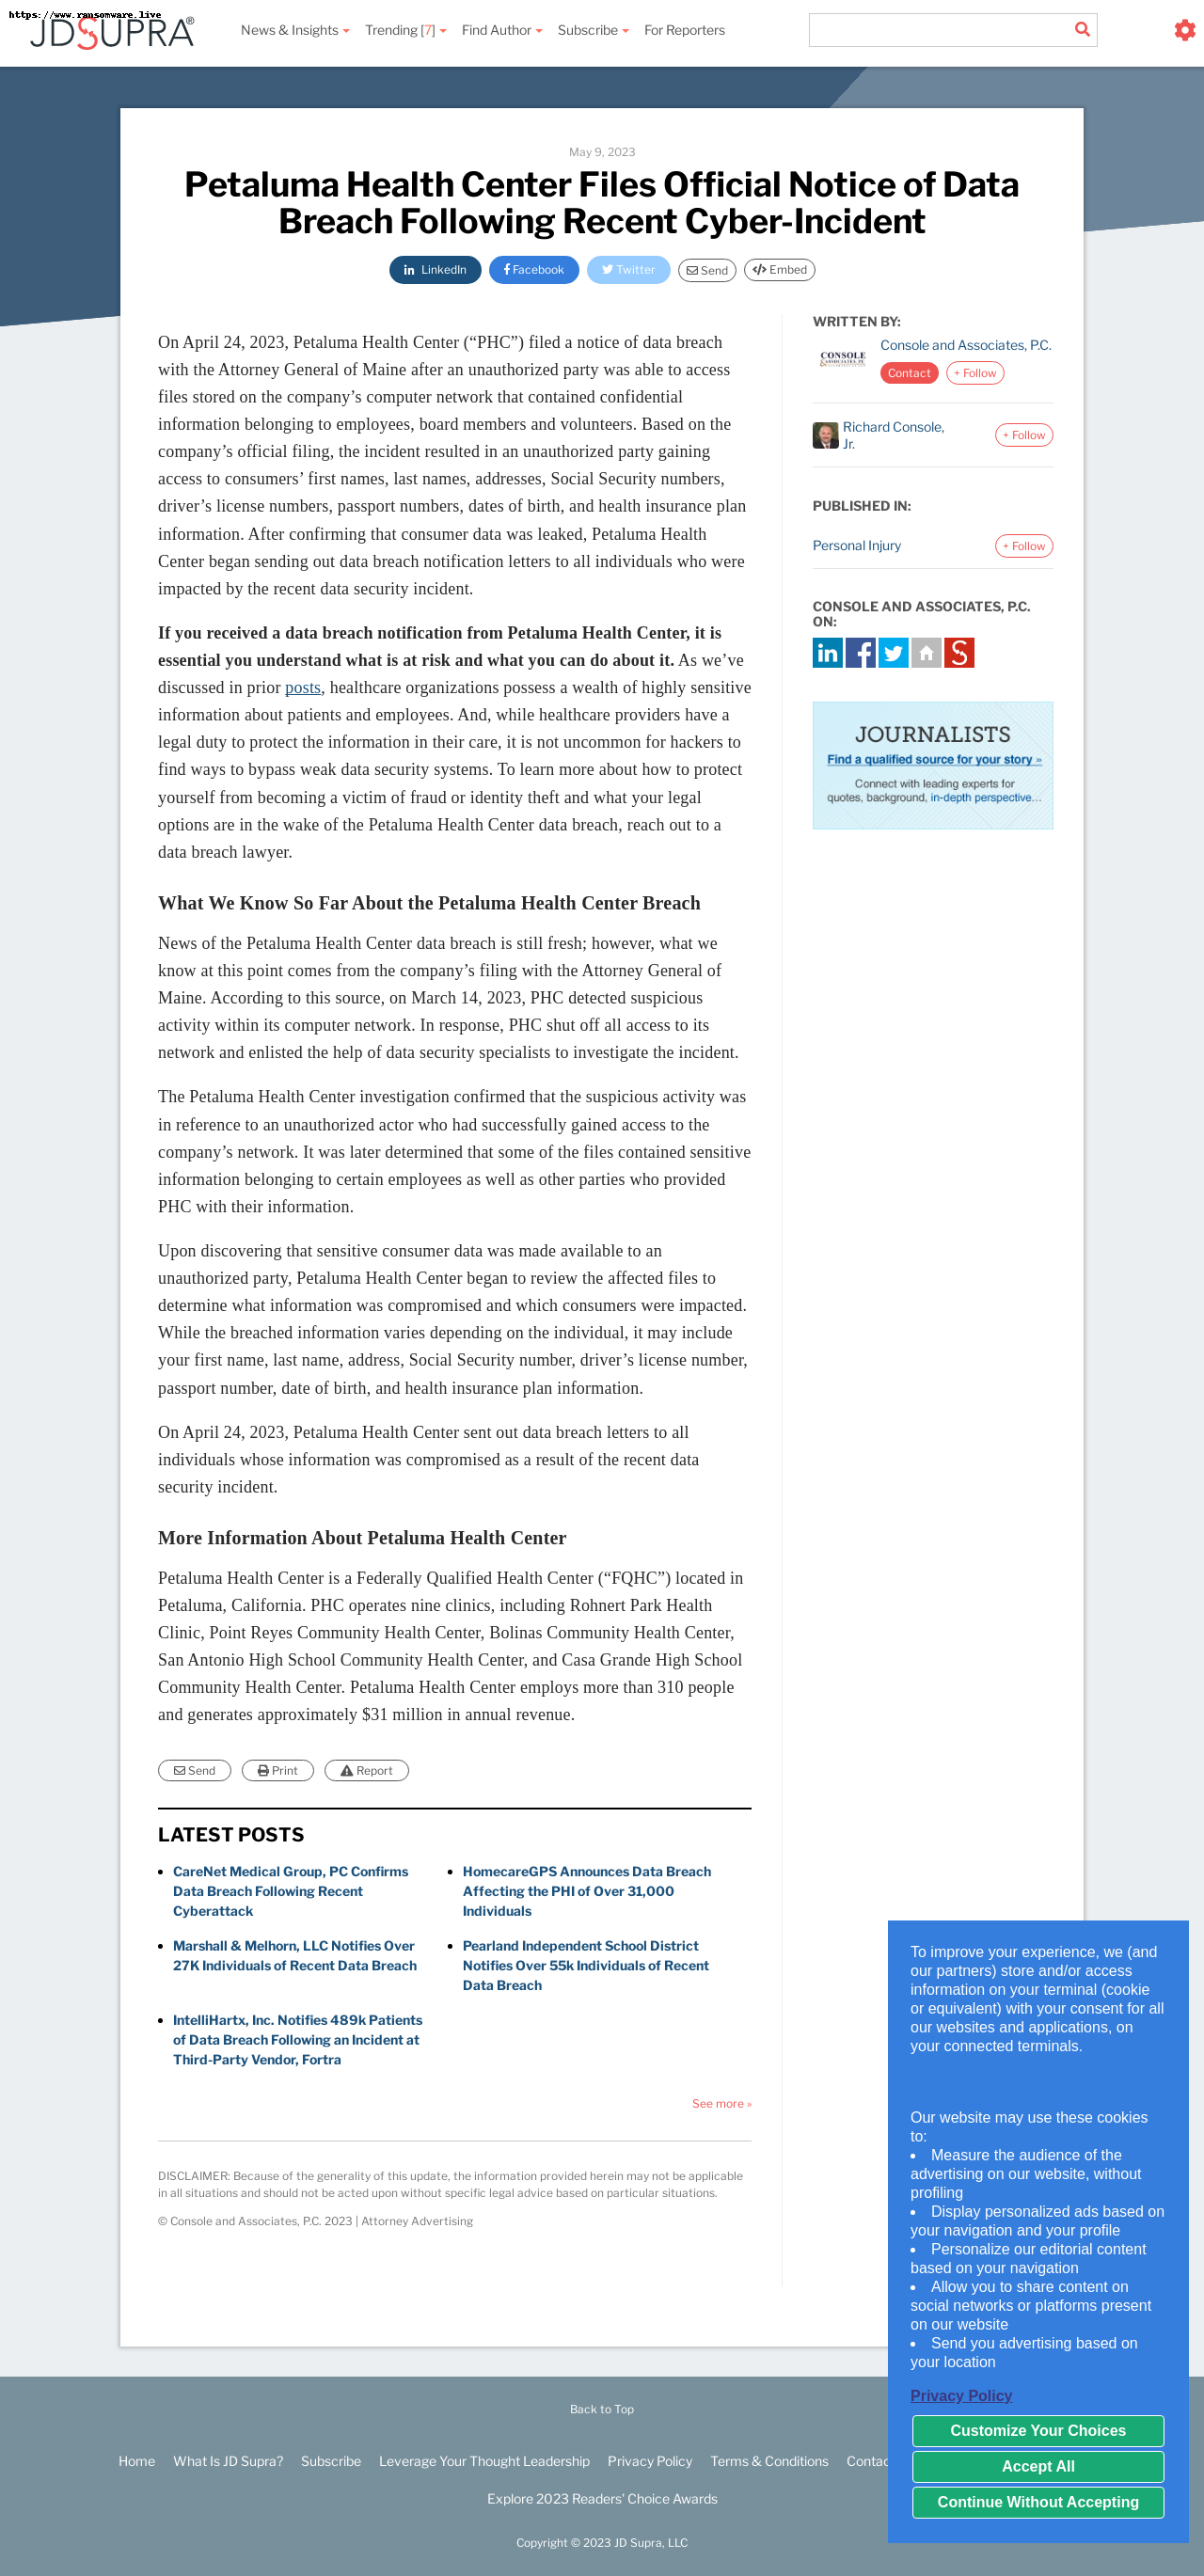 https://www.ransomware.live
JDSUPRA®
News & Insights
Trending [7]
Find Author
Subscribe
For Reporters
May 9, 2023
Petaluma Health Center Files Official Notice of Data
Breach Following Recent Cyber-Incident
LinkedIn
Facebook
Twitter
Send
Embed
On April 24, 2023, Petaluma Health Center (“PHC”) filed a notice of data breach
with the Attorney General of Maine after an unauthorized party was able to access
files stored on the company’s computer network that contained confidential
information belonging to employees, board members and volunteers. Based on the
company’s official filing, the incident resulted in an unauthorized party gaining
access to consumers’ first names, last names, addresses, Social Security numbers,
driver’s license numbers, passport numbers, dates of birth, and health insurance plan
information. After confirming that consumer data was leaked, Petaluma Health
Center began sending out data breach notification letters to all individuals who were
impacted by the recent data security incident.
If you received a data breach notification from Petaluma Health Center, it is
essential you understand what is at risk and what you can do about it. As we’ve
discussed in prior posts, healthcare organizations possess a wealth of highly sensitive
information about patients and employees. And, while healthcare providers have a
legal duty to protect the information in their care, it is not uncommon for hackers to
find ways to bypass weak data security systems. To learn more about how to protect
yourself from becoming a victim of fraud or identity theft and what your legal
options are in the wake of the Petaluma Health Center data breach, reach out to a
data breach lawyer.
What We Know So Far About the Petaluma Health Center Breach
News of the Petaluma Health Center data breach is still fresh; however, what we
know at this point comes from the company’s filing with the Attorney General of
Maine. According to this source, on March 14, 2023, PHC detected suspicious
activity within its computer network. In response, PHC shut off all access to its
network and enlisted the help of data security specialists to investigate the incident.
The Petaluma Health Center investigation confirmed that the suspicious activity was
in reference to an unauthorized actor who had successfully gained access to the
company’s network. It was later determined that some of the files contained sensitive
information belonging to certain employees as well as other parties who provided
PHC with their information.
Upon discovering that sensitive consumer data was made available to an
unauthorized party, Petaluma Health Center began to review the affected files to
determine what information was compromised and which consumers were impacted.
While the breached information varies depending on the individual, it may include
your first name, last name, address, Social Security number, driver’s license number,
passport number, date of birth, and health insurance plan information.
On April 24, 2023, Petaluma Health Center sent out data breach letters to all
individuals whose information was compromised as a result of the recent data
security incident.
More Information About Petaluma Health Center
Petaluma Health Center is a Federally Qualified Health Center (“FQHC”) located in
Petaluma, California. PHC operates nine clinics, including Rohnert Park Health
Clinic, Point Reyes Community Health Center, Bolinas Community Health Center,
San Antonio High School Community Health Center, and Casa Grande High School
Community Health Center. Petaluma Health Center employs more than 310 people
and generates approximately $31 million in annual revenue.
Send
Print
Report
LATEST POSTS
CareNet Medical Group, PC Confirms
Data Breach Following Recent
Cyberattack
HomecareGPS Announces Data Breach
Affecting the PHI of Over 31,000
Individuals
Marshall & Melhorn, LLC Notifies Over
27K Individuals of Recent Data Breach
Pearland Independent School District
Notifies Over 55k Individuals of Recent
Data Breach
IntelliHartx, Inc. Notifies 489k Patients
of Data Breach Following an Incident at
Third-Party Vendor, Fortra
See more »
DISCLAIMER: Because of the generality of this update, the information provided herein may not be applicable
in all situations and should not be acted upon without specific legal advice based on particular situations.
© Console and Associates, P.C. 2023 | Attorney Advertising
WRITTEN BY:
CONSOLE
Console and Associates, P.C.
Contact
+ Follow
Richard Console,
Jr.
+ Follow
PUBLISHED IN:
Personal Injury
+ Follow
CONSOLE AND ASSOCIATES, P.C.
ON:
JOURNALISTS
Find a qualified source for your story »
Connect with leading experts for
quotes, background, in-depth perspective...
To improve your experience, we (and
our partners) store and/or access
information on your terminal (cookie
or equivalent) with your consent for all
our websites and applications, on
your connected terminals.
Our website may use these cookies
to:
Measure the audience of the
advertising on our website, without
profiling
Display personalized ads based on
your navigation and your profile
Personalize our editorial content
based on your navigation
Allow you to share content on
social networks or platforms present
on our website
Send you advertising based on
your location
Privacy Policy
Customize Your Choices
Accept All
Continue Without Accepting
Back to Top
Home
What Is JD Supra?
Subscribe
Leverage Your Thought Leadership
Privacy Policy
Terms & Conditions
Contac
Explore 2023 Readers' Choice Awards
Copyright © 2023 JD Supra, LLC